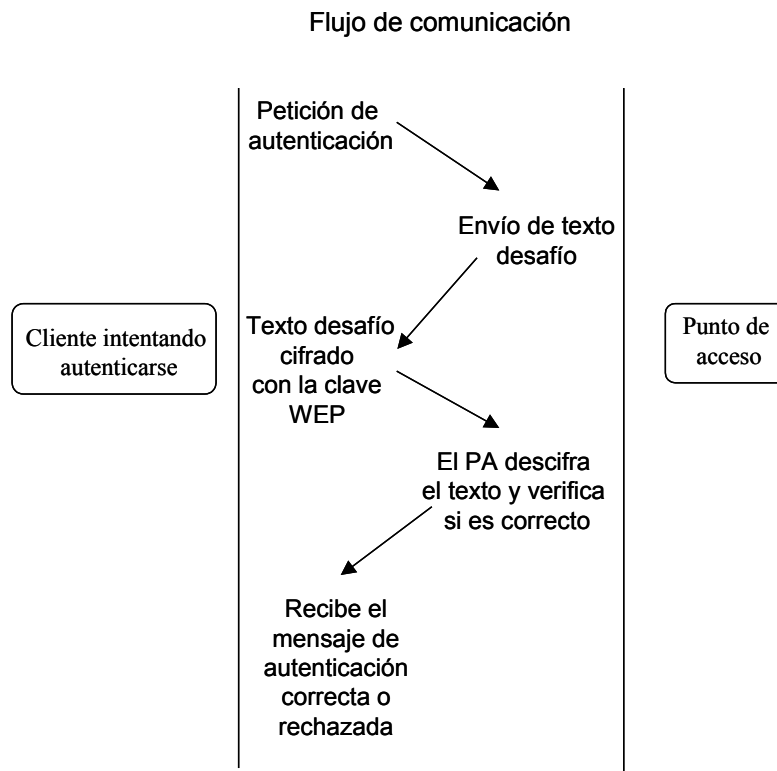 Flujo de comunicación
Petición de
autenticación
Envío de texto
desafío
Cliente intentando
autenticarse
Texto desafío
cifrado
con la clave
WEP
Punto de
acceso
El PA descifra
el texto y verifica
si es correcto
Recibe el
mensaje de
autenticación
correcta o
rechazada